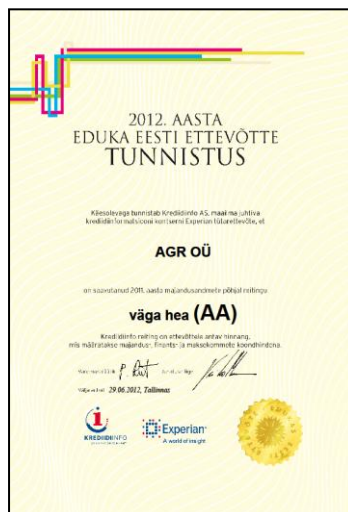 2012. AASTA
EDUKA EESTI ETTEVÕTTE
TUNNISTUS
Käesolevaga tunnistab Krediidiinfo AS, maailma juhtiva
krediidiinformatsiooni kontserni Experian tütarettevõte, et
AGR OÜ
on saavutanud 2011. aasta majandusandmete põhjal reitingu
väga hea (AA)
Krediidiinfo reiting on ettevõttele antav hinnang,
mis määratakse majandus-, finants- ja maksekommete koondhindena.
29.06.2012, Tallinnas
KREDIIDIINFO
Experian
A world of insight